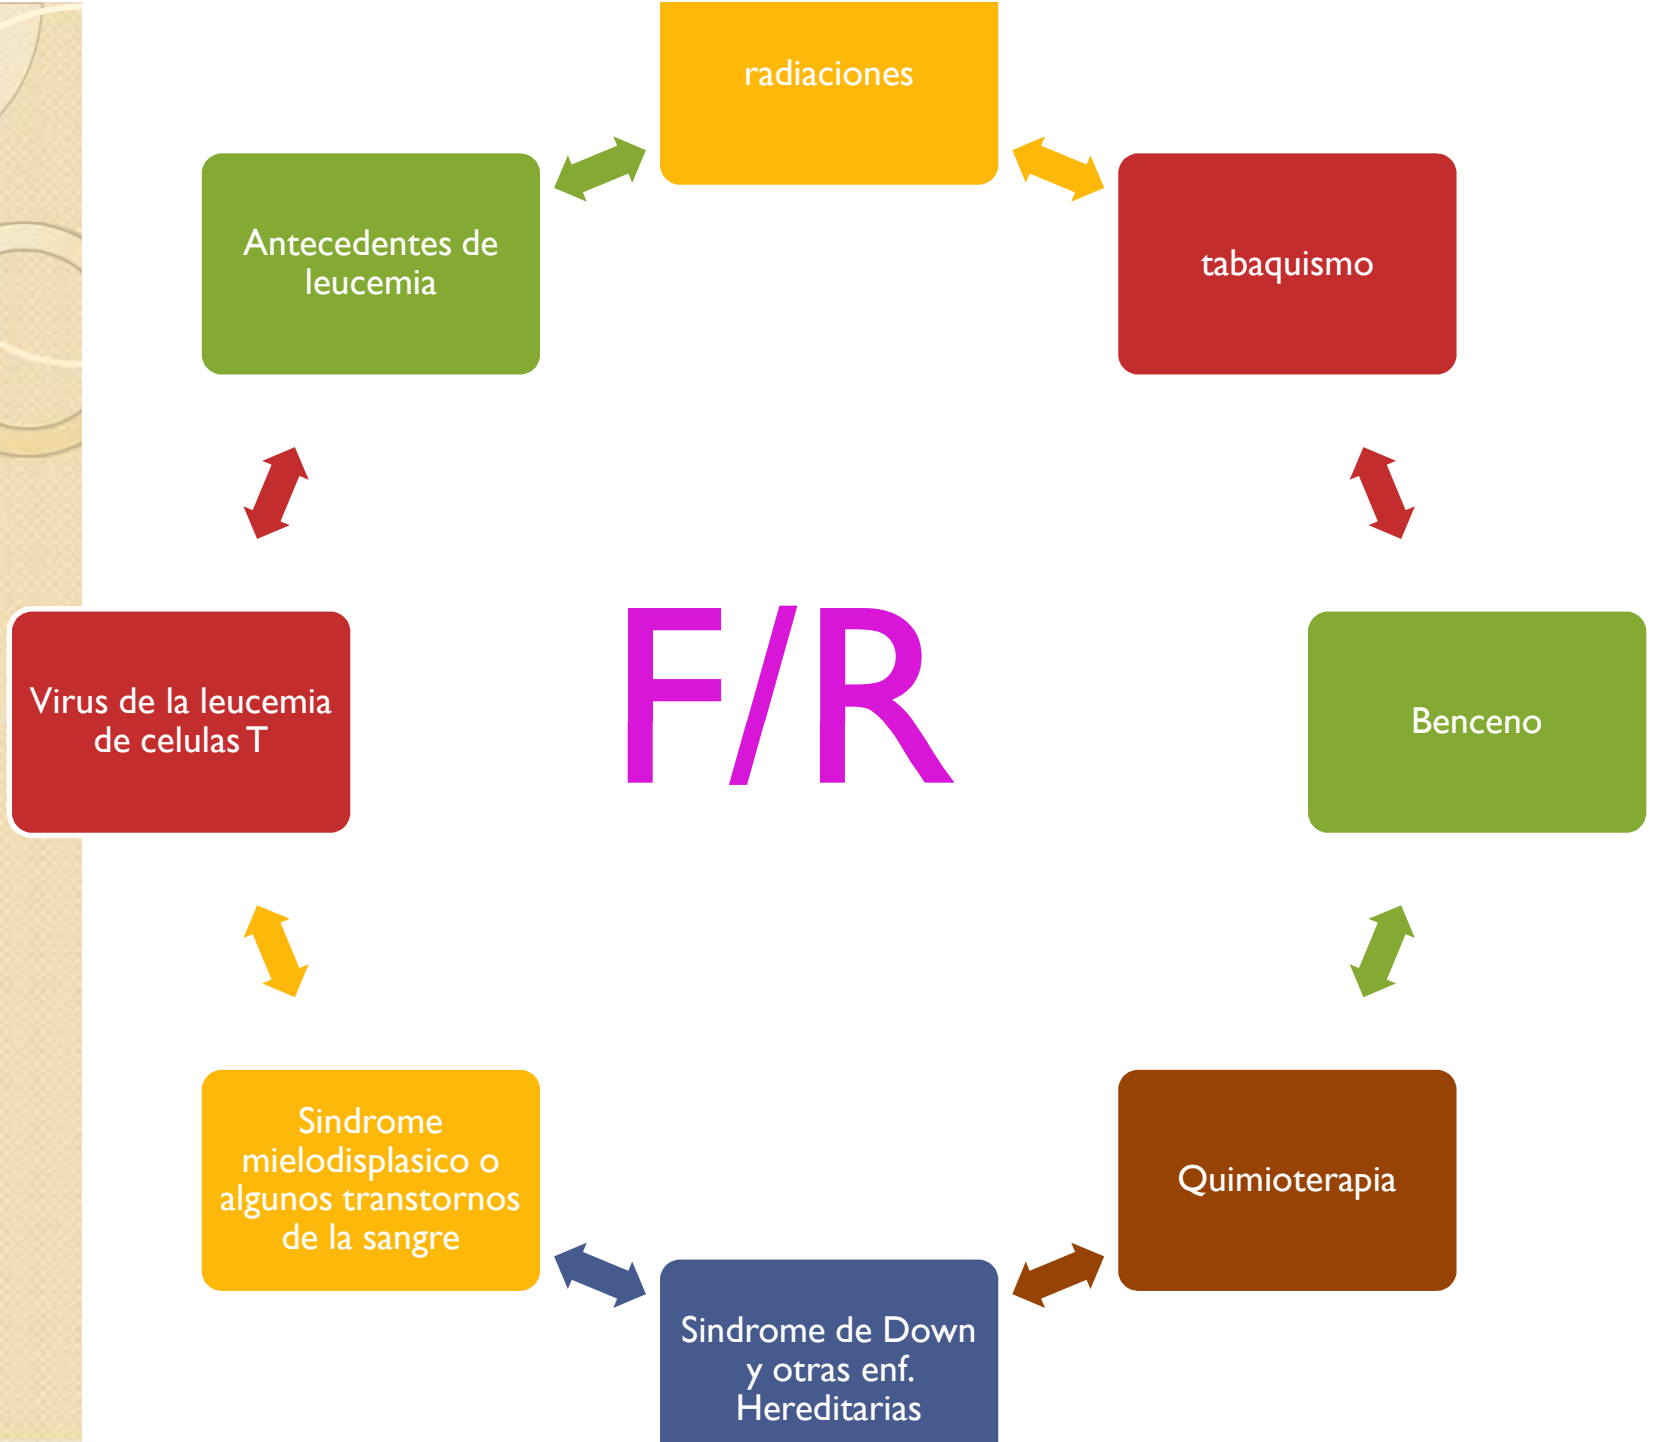 radiaciones
tabaquismo
Benceno
Quimioterapia
Sindrome de Down
y otras enf.
Hereditarias
Sindrome
mielodisplasico o
algunos transtornos
de la sangre
Virus de la leucemia
de celulas T
Antecedentes de
leucemia
F/R